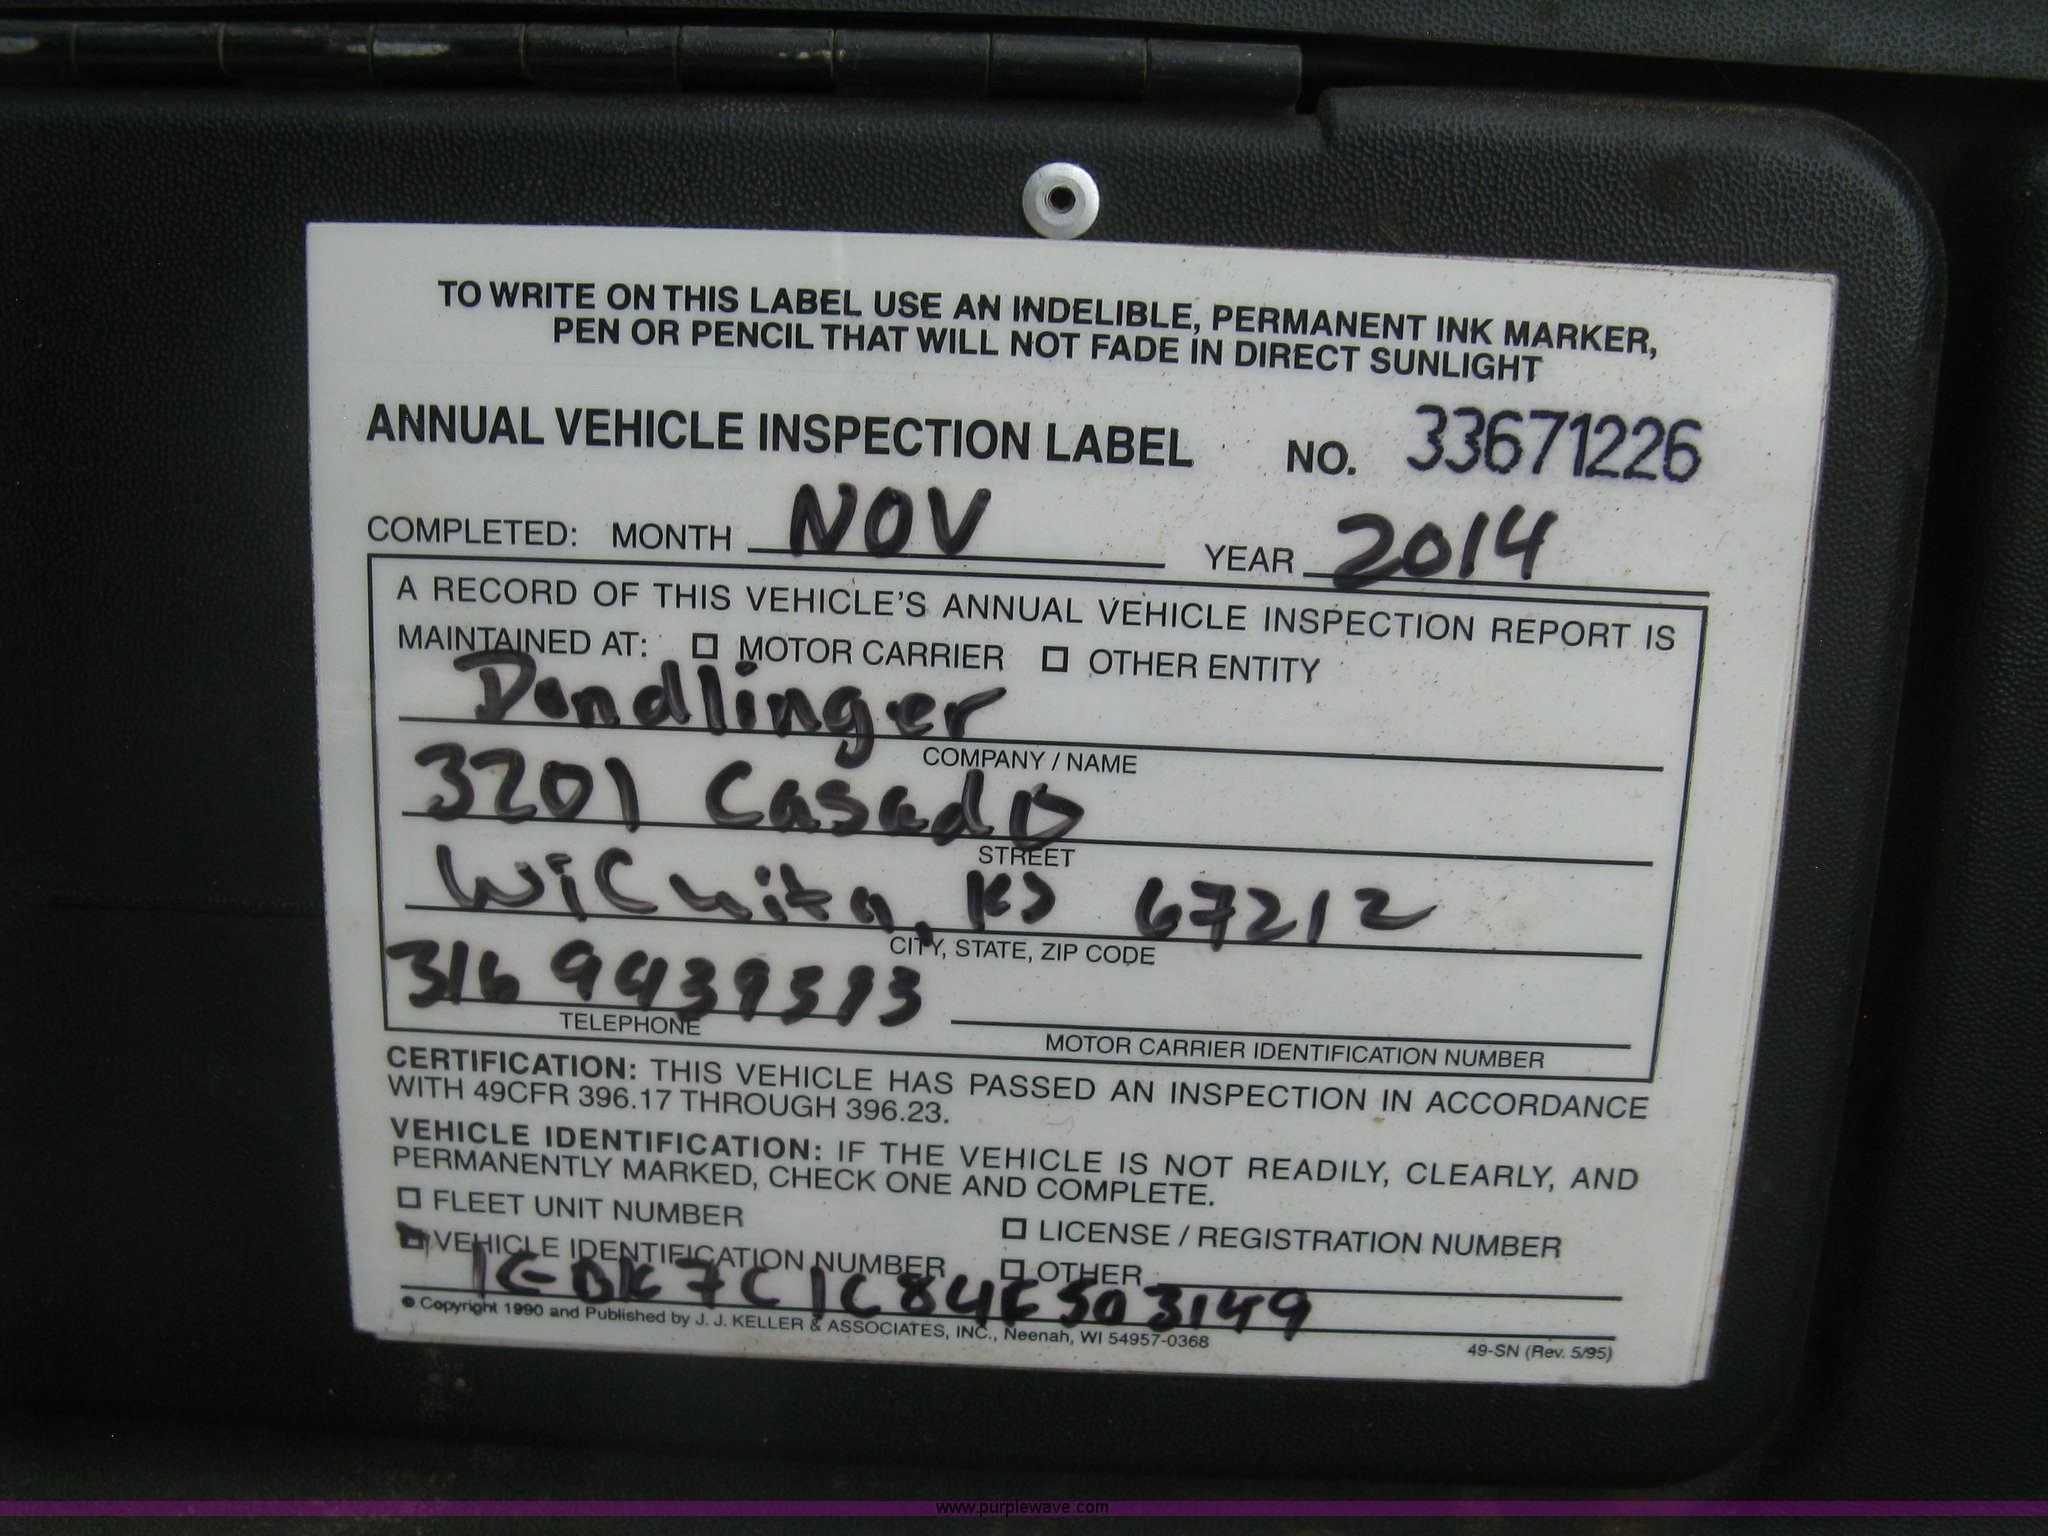 TO WRITE ON THIS LABEL USE AN INDELIBLE, PERMANENT INK MARKER,
PEN OR PENCIL THAT WILL NOT FADE IN DIRECT SUNLIGHT
ANNUAL VEHICLE INSPECTION LABEL NO. 33671226
COMPLETED: MONTH NOV YEAR 2014
A RECORD OF THIS VEHICLE'S ANNUAL VEHICLE INSPECTION REPORT IS
MAINTAINED AT: MOTOR CARRIER OTHER ENTITY
Dondlinger
COMPANY / NAME
3201 Casado
STREET
Wichita, KS 67212
CITY, STATE, ZIP CODE
316 9439393
TELEPHONE MOTOR CARRIER IDENTIFICATION NUMBER
CERTIFICATION: THIS VEHICLE HAS PASSED AN INSPECTION IN ACCORDANCE
WITH 49CFR 396.17 THROUGH 396.23.
VEHICLE IDENTIFICATION: IF THE VEHICLE IS NOT READILY, CLEARLY, AND
PERMANENTLY MARKED, CHECK ONE AND COMPLETE.
FLEET UNIT NUMBER LICENSE / REGISTRATION NUMBER
VEHICLE IDENTIFICATION NUMBER OTHER
1GBK7C1C84F503149
© Copyright 1990 and Published by J. J. KELLER & ASSOCIATES, INC., Neenah, WI 54957-0368 49-SN (Rev. 5/95)
www.purplewave.com